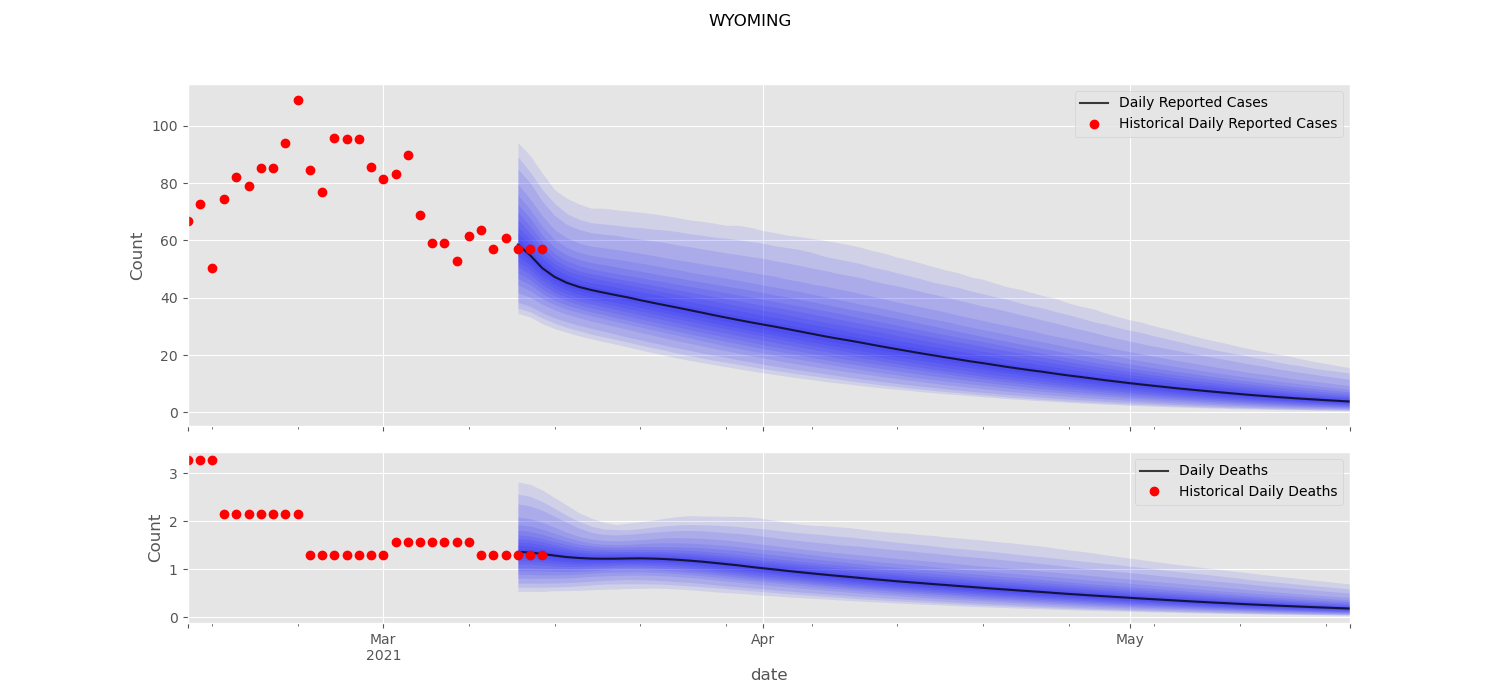 WYOMING
Count
100
80
60
40
20
0
Daily Reported Cases
Historical Daily Reported Cases
Count
3
2
1
0
Daily Deaths
Historical Daily Deaths
Mar
2021
Apr
May
date